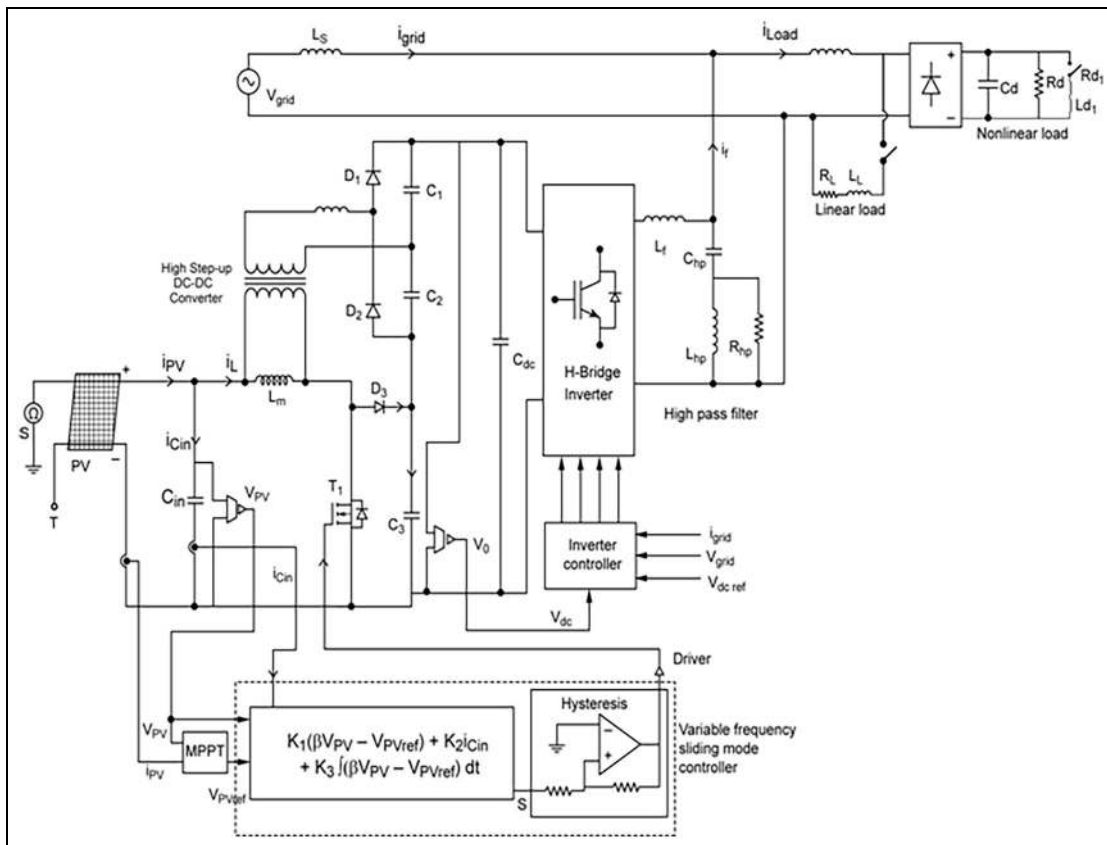 L_S
i_grid
i_Load
V_grid
+
−
Cd
Rd
Rd_1
Ld_1
Nonlinear load
i_f
R_L
L_L
Linear load
D_1
C_1
L_f
C_hp
High Step-up
DC-DC
Converter
D_2
C_2
C_dc
L_hp
R_hp
H-Bridge
Inverter
High pass filter
i_PV
i_L
+
L_m
D_3
S
Ω
PV
−
i_Cin
T
C_in
V_PV
T_1
C_3
V_0
i_Cin
Inverter
controller
i_grid
V_grid
V_dc ref
V_dc
Driver
Hysteresis
V_PV
MPPT
i_PV
V_PVref
K_1(βV_PV − V_PVref) + K_2i_Cin
+ K_3 ∫(βV_PV − V_PVref) dt
−
+
S
Variable frequency
sliding mode
controller